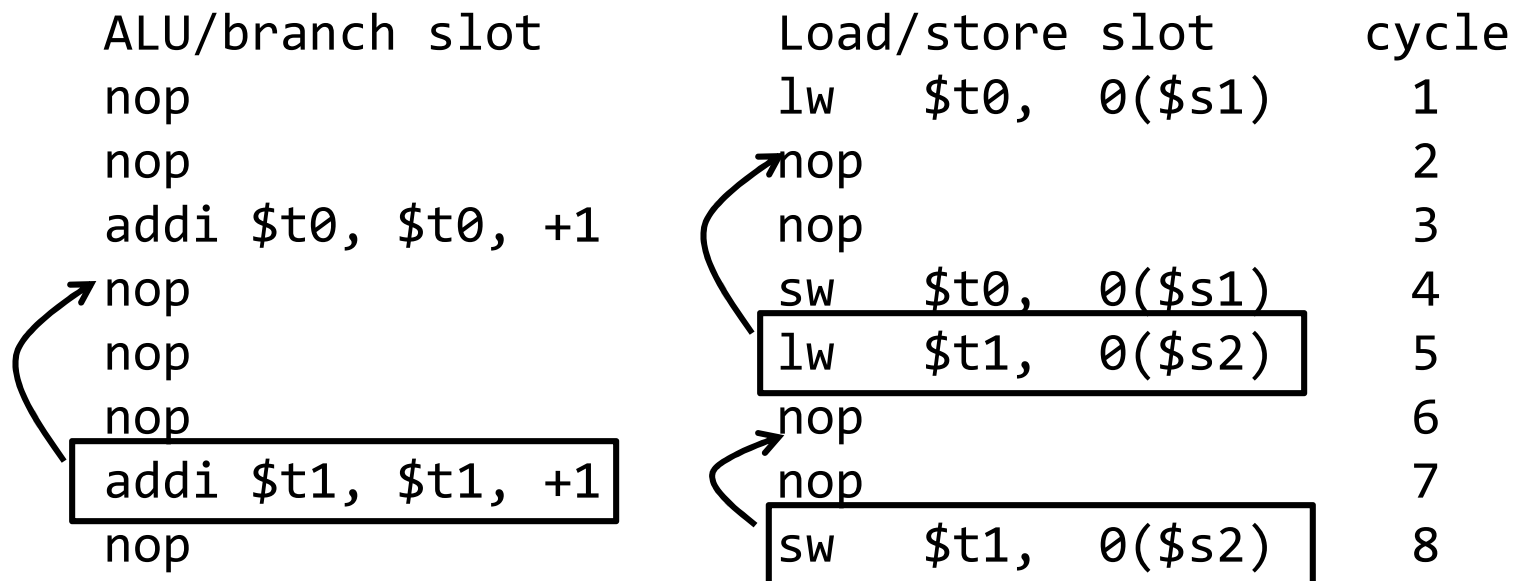 ALU/branch slot Load/store slot cycle
nop lw $t0, 0($s1) 1
nop nop 2
addi $t0, $t0, +1 nop 3
nop sw $t0, 0($s1) 4
nop lw $t1, 0($s2) 5
nop nop 6
addi $t1, $t1, +1 nop 7
nop sw $t1, 0($s2) 8